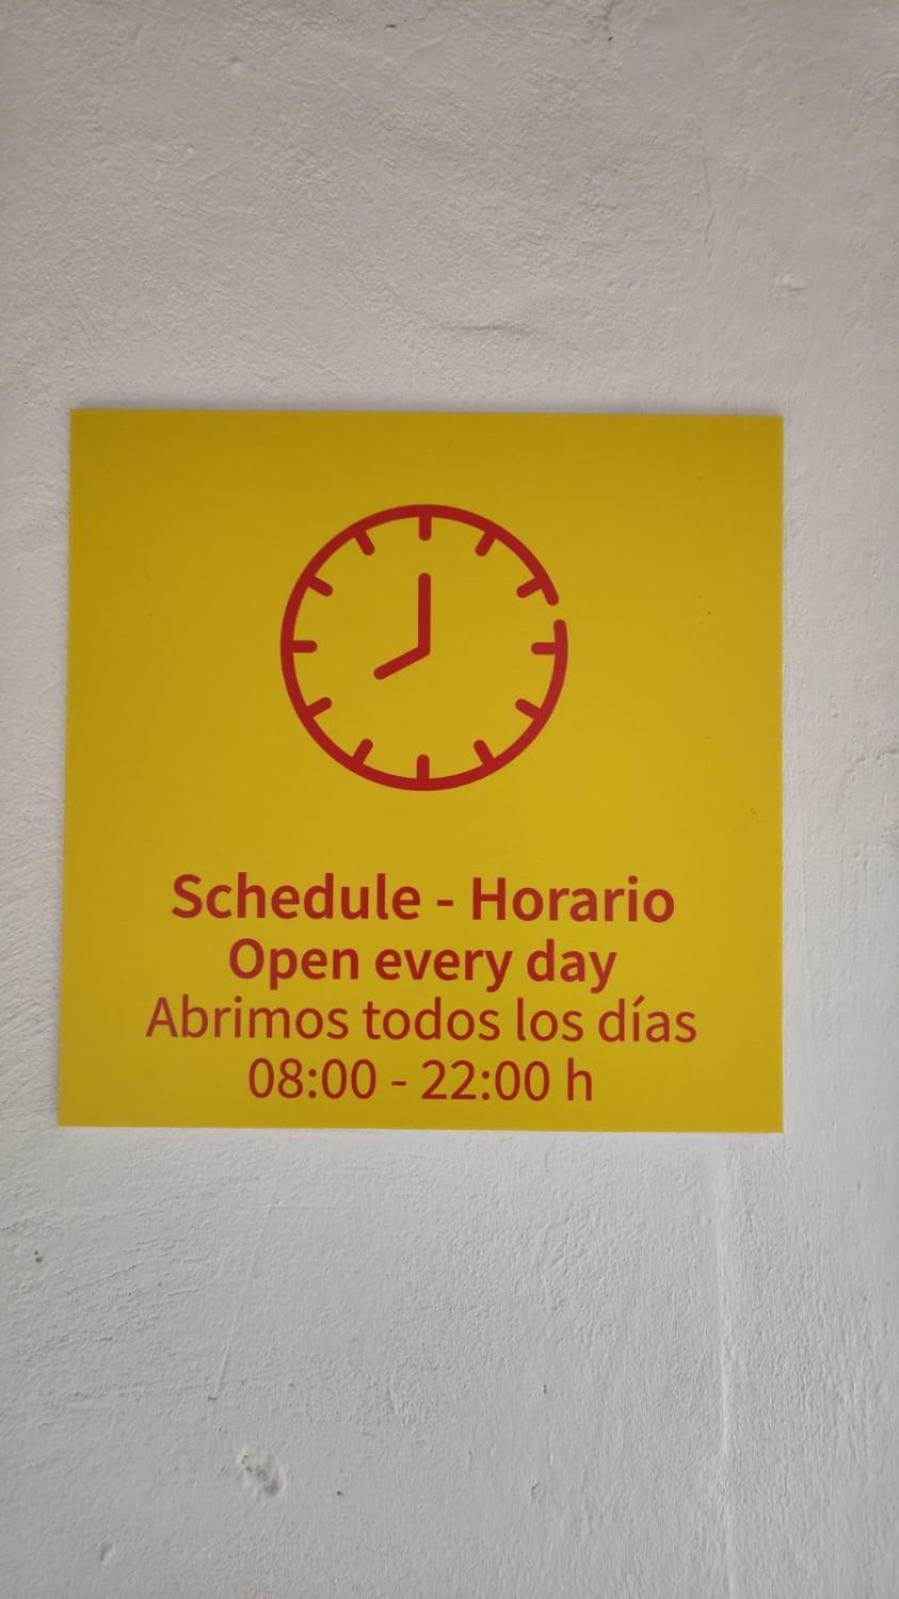 Schedule - Horario
Open every day
Abrimos todos los días
08:00 - 22:00 h